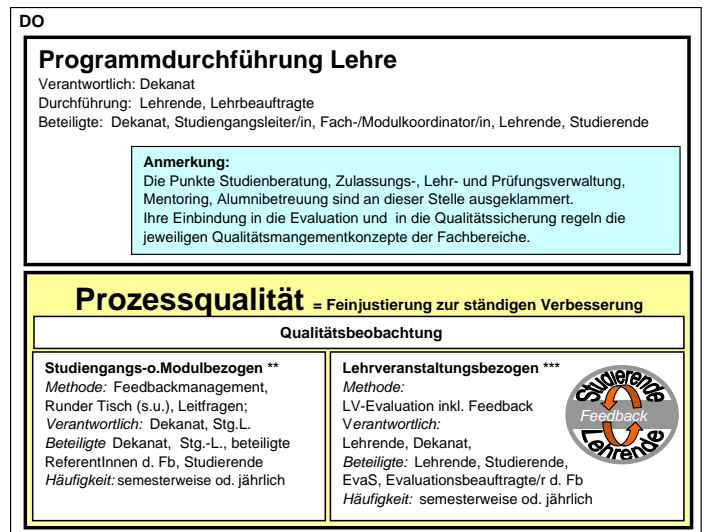 DO
Programmdurchführung Lehre
Verantwortlich: Dekanat
Durchführung: Lehrende, Lehrbeauftragte
Beteiligte: Dekanat, Studiengangsleiter/in, Fach-/Modulkoordinator/in, Lehrende, Studierende
Anmerkung:
Die Punkte Studienberatung, Zulassungs-, Lehr- und Prüfungsverwaltung,
Mentoring, Alumnibetreuung sind an dieser Stelle ausgeklammert.
Ihre Einbindung in die Evaluation und in die Qualitätssicherung regeln die
jeweiligen Qualitätsmangementkonzepte der Fachbereiche.
Prozessqualität = Feinjustierung zur ständigen Verbesserung
Qualitätsbeobachtung
Studiengangs-o.Modulbezogen **
Methode: Feedbackmanagement,
Runder Tisch (s.u.), Leitfragen;
Verantwortlich: Dekanat, Stg.L.
Beteiligte Dekanat, Stg.-L., beteiligte
ReferentInnen d. Fb, Studierende
Häufigkeit: semesterweise od. jährlich
Lehrveranstaltungsbezogen ***
Methode:
LV-Evaluation inkl. Feedback
Verantwortlich:
Lehrende, Dekanat,
Beteiligte: Lehrende, Studierende,
EvaS, Evaluationsbeauftragte/r d. Fb
Häufigkeit: semesterweise od. jährlich
Studierende
Feedback
Lehrende